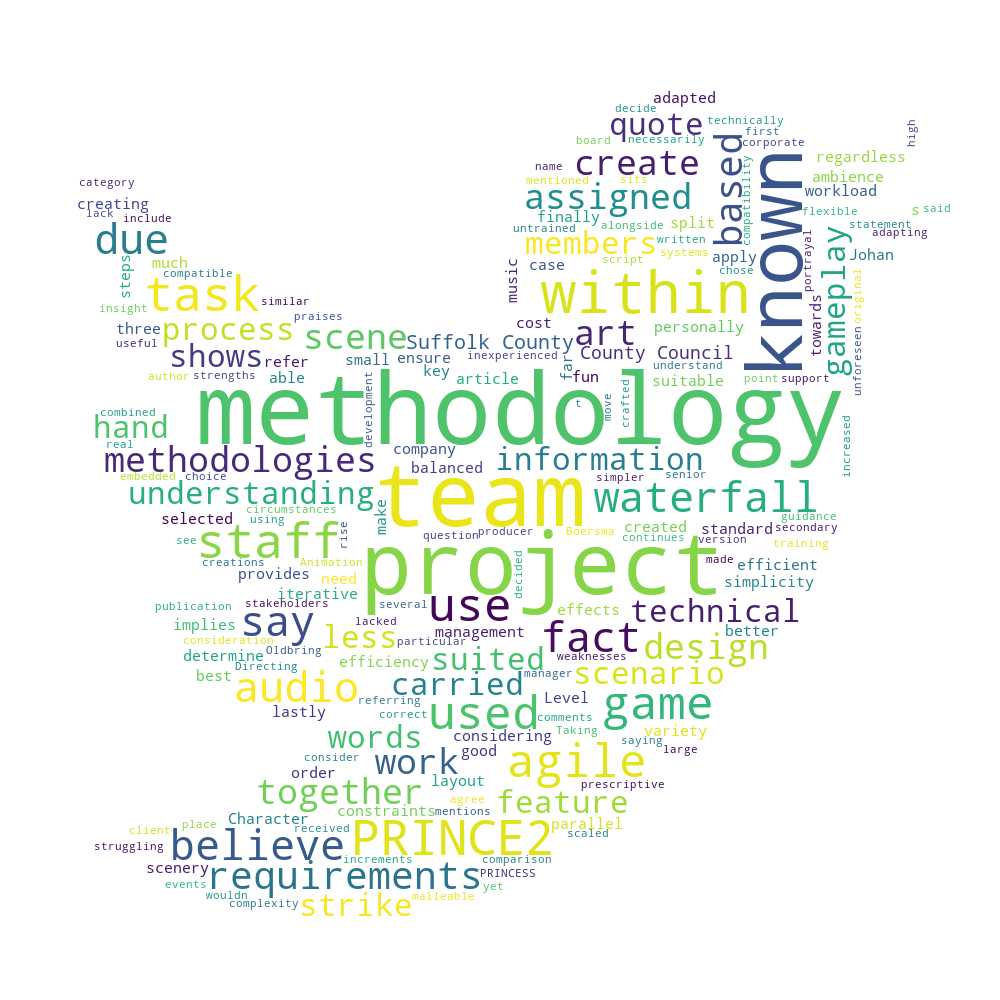 adapted
decide
quote
technically
high
board
necessarily
first
corporate
name
create
based
known
regardless
category
mentioned
sits
compatibility
ambience
creating
assigned
workload
lack
include
finally
alongside
split
flexible
s
said
due
untrained
members
written
statement
script
systems
apply
portrayal
adapting
steps
much
music
case
chose
gameplay
Johan
compatible
task
similar
within
towards
original
unforeseen
insight
praises
three
process
scene
cost
art
personally
useful
Suffolk County
shows
refer
small
ensure
inexperienced
far
County Council
understand
author
strengths
able
key
article
fun
suitable
point
support
combined
development
methodology
t
move
crafted
hand
real
methodologies
company
information
increased
embedded
choice
balanced
simpler
senior
understanding
team
waterfall
circumstances
make
guidance
selected
using
question
producer
Boersma
created
standard
secondary
see
staff
rise
continues
version
training
creations
Animation
project
decided
made
efficient
provides
need
simplicity
iterative
publication
stakeholders
several
use
effects
technical
implies
say
lacked
management
fact
better
consideration
less
particular
design
determine
Oldbring
efficiency
suited
weaknesses
best
Directing
manager
scenario
audio
referring
carried
Level
lastly
correct
used
comments
Taking
game
variety
words
considering
saying
large
consider
work
good
agile
order
layout
prescriptive
together
agree
feature
constraints
mentions
Character
parallel
client
place
received
PRINCE2
scaled
struggling
believe
increments
comparison
scenery
requirements
PRINCESS
events
yet
wouldn
complexity
strike
malleable